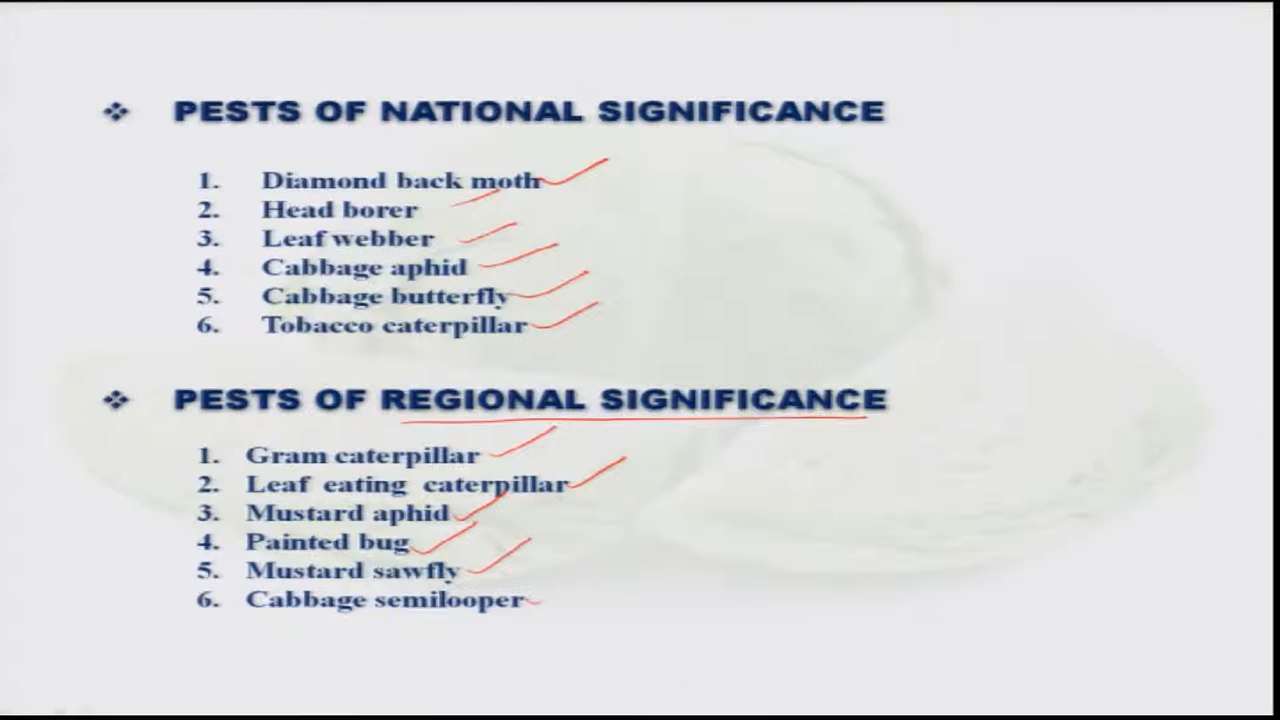 ❖ PESTS OF NATIONAL SIGNIFICANCE
1. Diamond back moth
2. Head borer
3. Leaf webber
4. Cabbage aphid
5. Cabbage butterfly
6. Tobacco caterpillar
❖ PESTS OF REGIONAL SIGNIFICANCE
1. Gram caterpillar
2. Leaf eating caterpillar
3. Mustard aphid
4. Painted bug
5. Mustard sawfly
6. Cabbage semilooper